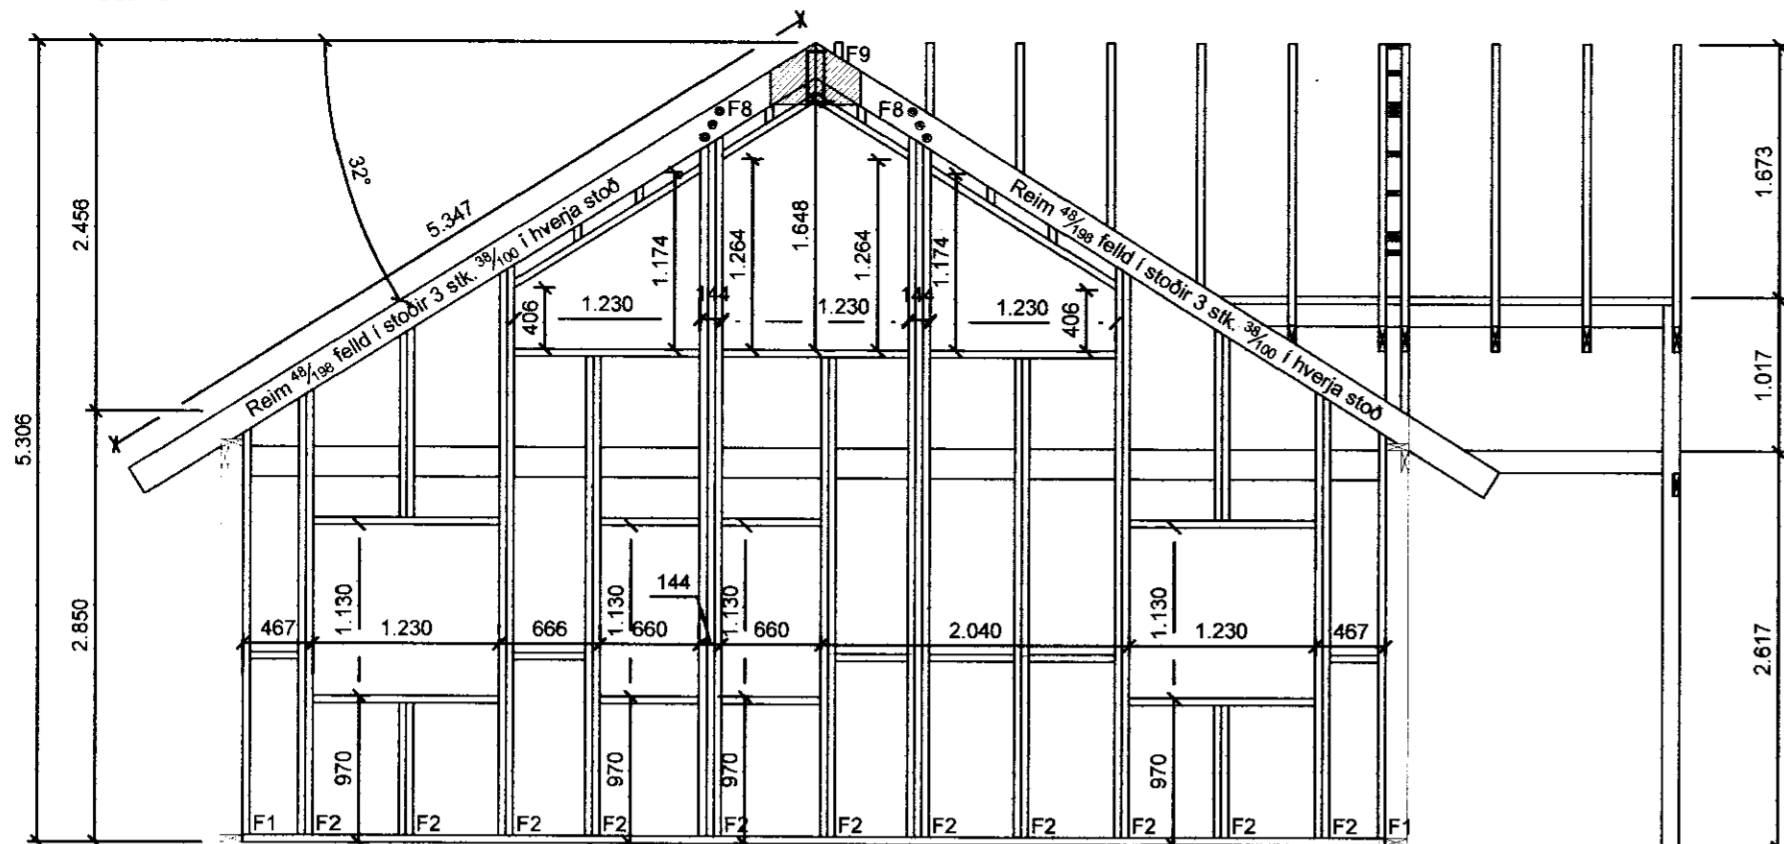 F9
F8
F8
32°
5.347
2.456
5.306
2.850
1.673
1.017
2.617
Reim 48/198 felld í stoðir 3 stk. 38/100 í hverja stoð
Reim 48/198 felld í stoðir 3 stk. 38/100 í hverja stoð
1.174
1.264
1.648
1.264
1.174
406
1.230
144
1.230
144
1.230
406
1.130
1.130
144
1.130
1.130
467
1.230
666
660
660
2.040
1.230
467
970
970
970
970
F1
F2
F2
F2
F2
F2
F2
F2
F2
F2
F2
F2
F1